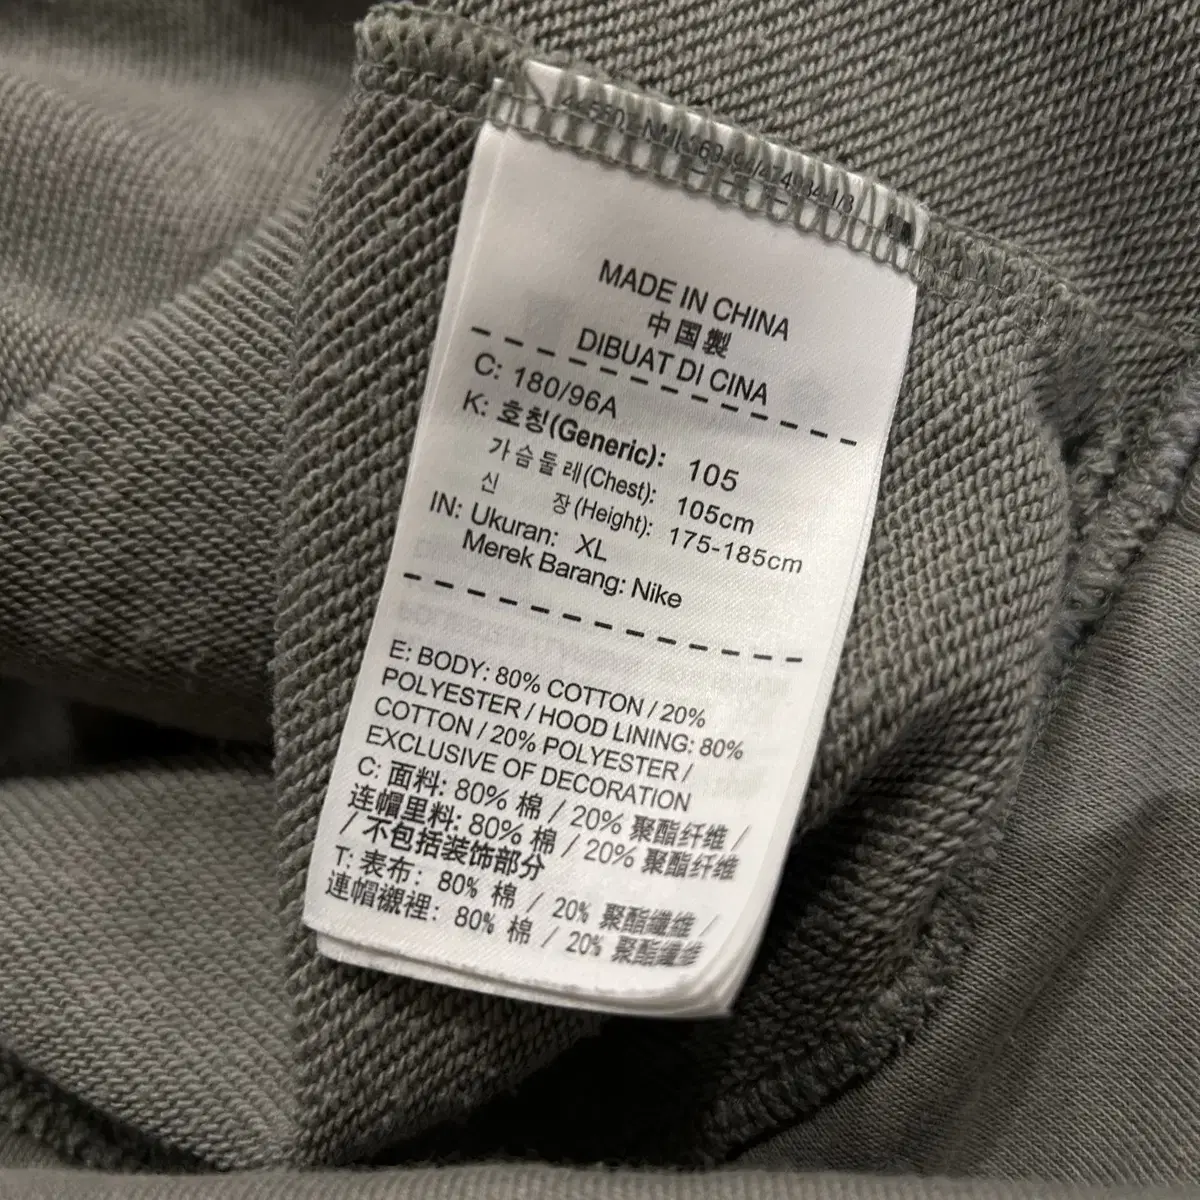 MADE IN CHINA
中国製
DIBUAT DI CINA
C: 180/96A
K: 호칭(Generic): 105
가슴둘레(Chest): 105cm
신 장(Height): 175-185cm
IN: Ukuran: XL
Merek Barang: Nike
E: BODY: 80% COTTON / 20%
POLYESTER / HOOD LINING: 80%
COTTON / 20% POLYESTER /
EXCLUSIVE OF DECORATION
C: 面料: 80% 棉 / 20% 聚酯纤维 /
连帽里料: 80% 棉 / 20% 聚酯纤维
/ 不包括装饰部分
T: 表布: 80% 棉 / 20% 聚酯纖維 /
連帽襯裡: 80% 棉 / 20% 聚酯纖維